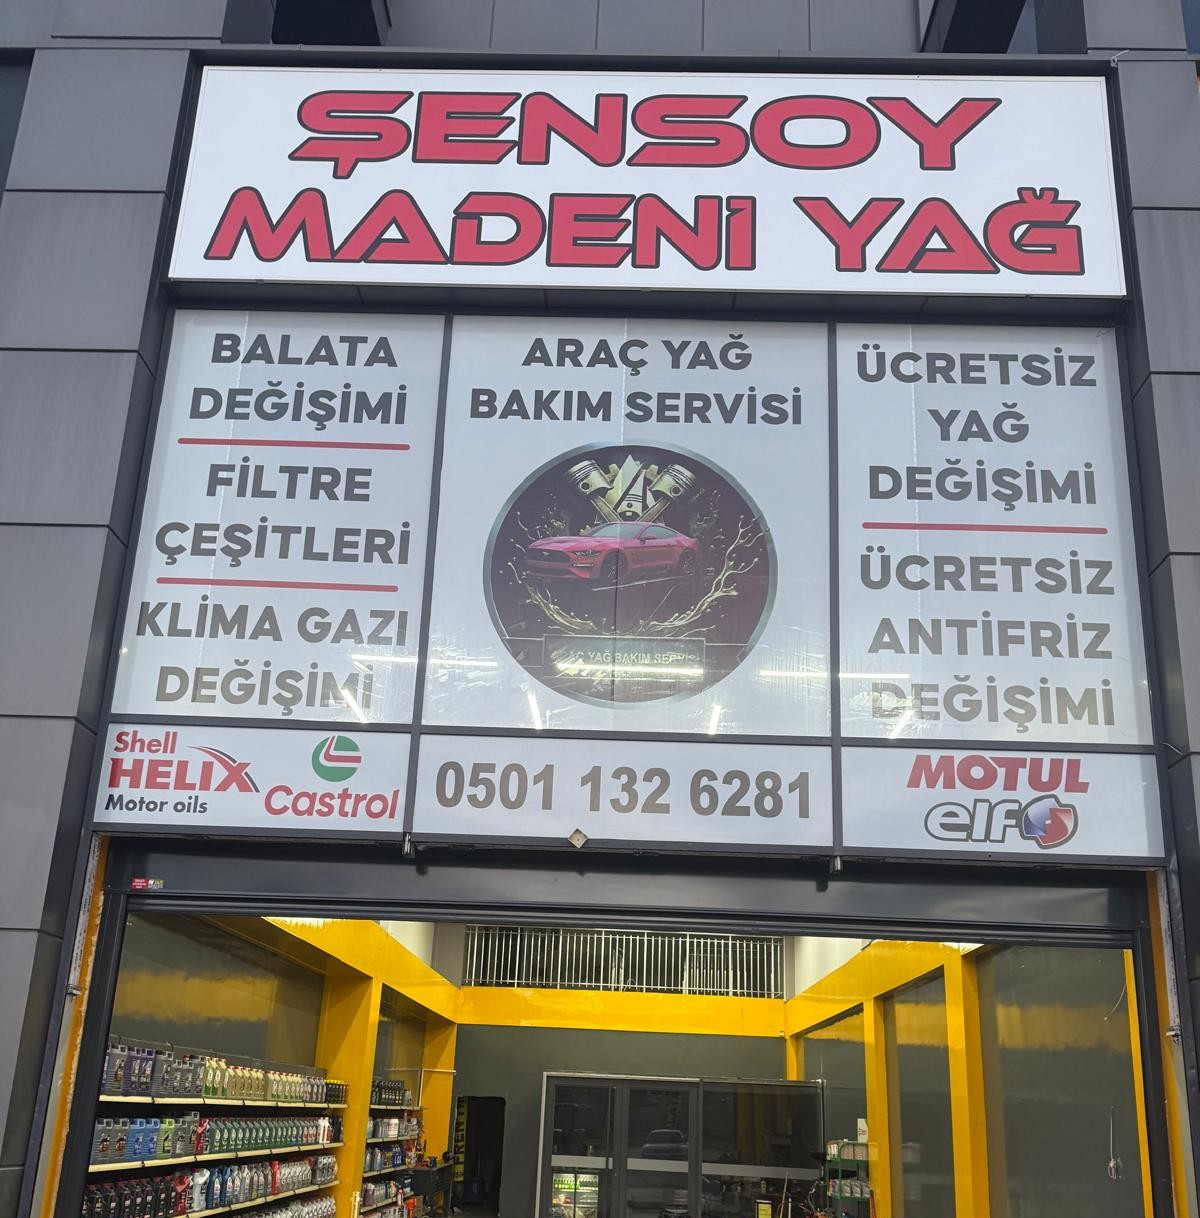 ŞENSOY
MADENİ YAĞ
BALATA
DEĞİŞİMİ
FİLTRE
ÇEŞİTLERİ
KLİMA GAZI
DEĞİŞİMİ
ARAÇ YAĞ
BAKIM SERVİSİ
ARAÇ YAĞ BAKIM SERVİSİ
ÜCRETSİZ
YAĞ
DEĞİŞİMİ
ÜCRETSİZ
ANTİFRİZ
DEĞİŞİMİ
Shell
HELIX
Motor oils
Castrol
0501 132 6281
MOTUL
elf